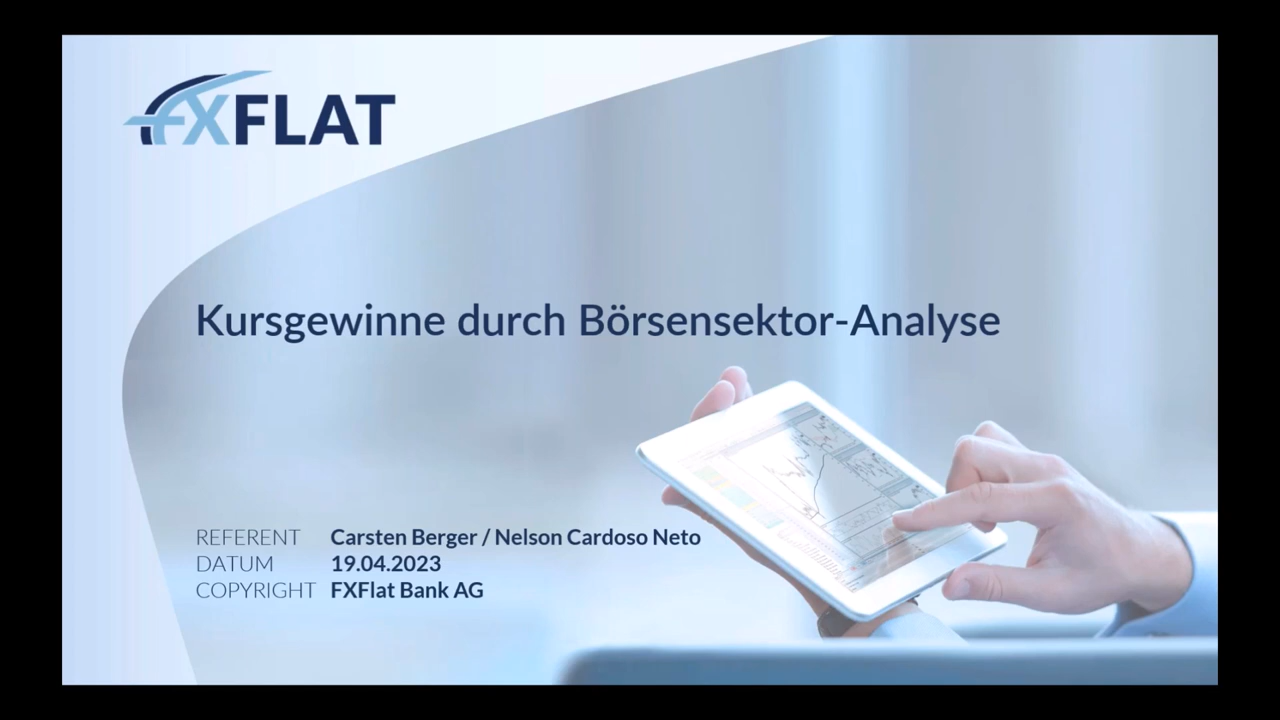 FXFLAT
Kursgewinne durch Börsensektor-Analyse
REFERENT Carsten Berger / Nelson Cardoso Neto
DATUM 19.04.2023
COPYRIGHT FXFlat Bank AG